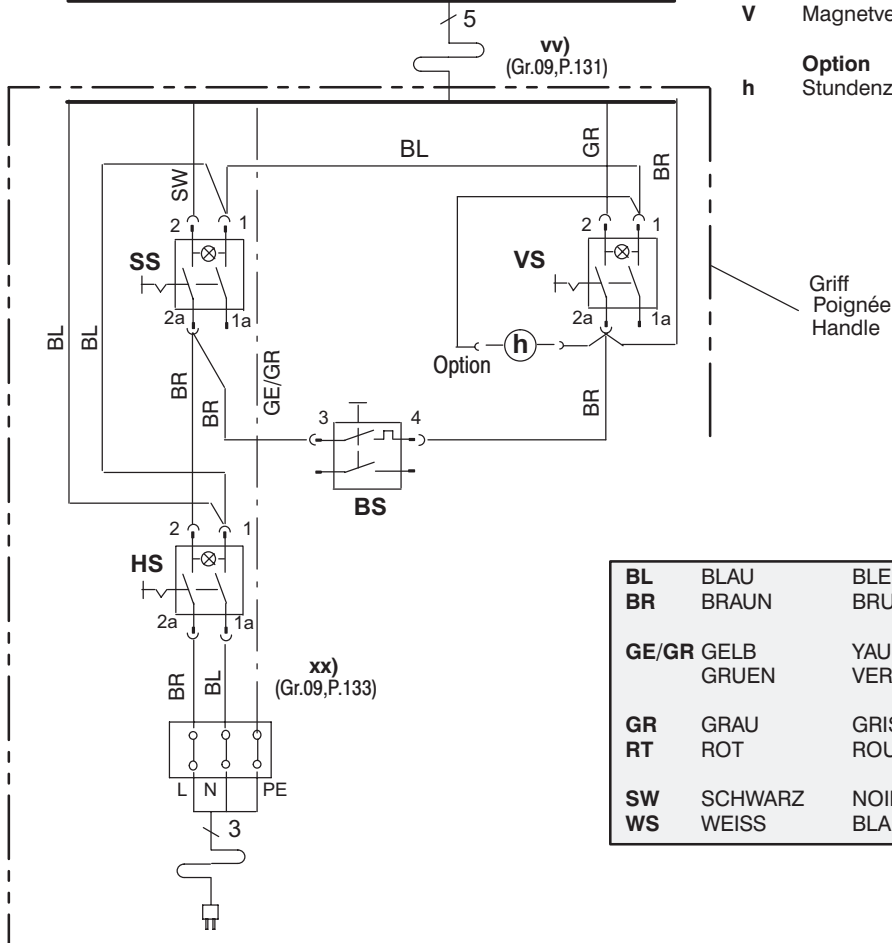 5
V Magnetve
vv)
(Gr.09,P.131)
Option
h Stundenz
BL
GR
BR
SW
2 1
2 1
SS
VS
Griff
Poignée
Handle
2a 1a
2a 1a
h
Option
BL
BL
BR
BR
GE/GR
BR
3 4
BS
2 1
HS
2a 1a
BR
BL
xx)
(Gr.09,P.133)
L N PE
3
BL BLAU BLE
BR BRAUN BRU
GE/GR GELB YAU
GRUEN VER
GR GRAU GRIS
RT ROT ROU
SW SCHWARZ NOI
WS WEISS BLA